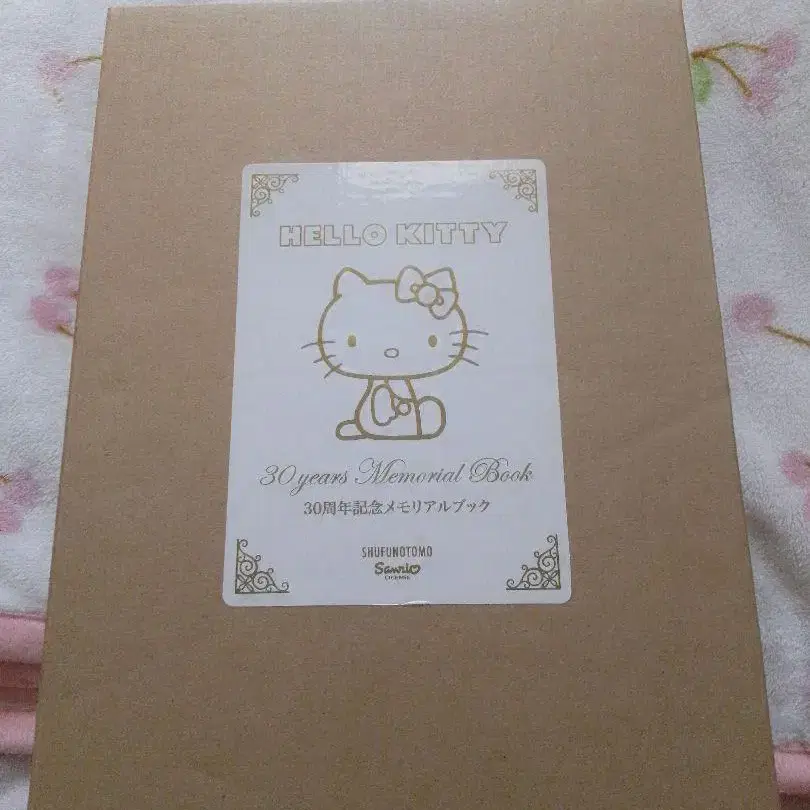 HELLO KITTY
30 years Memorial Book
30周年記念メモリアルブック
SHUFUNOTOMO
Sanrio
LICENSE